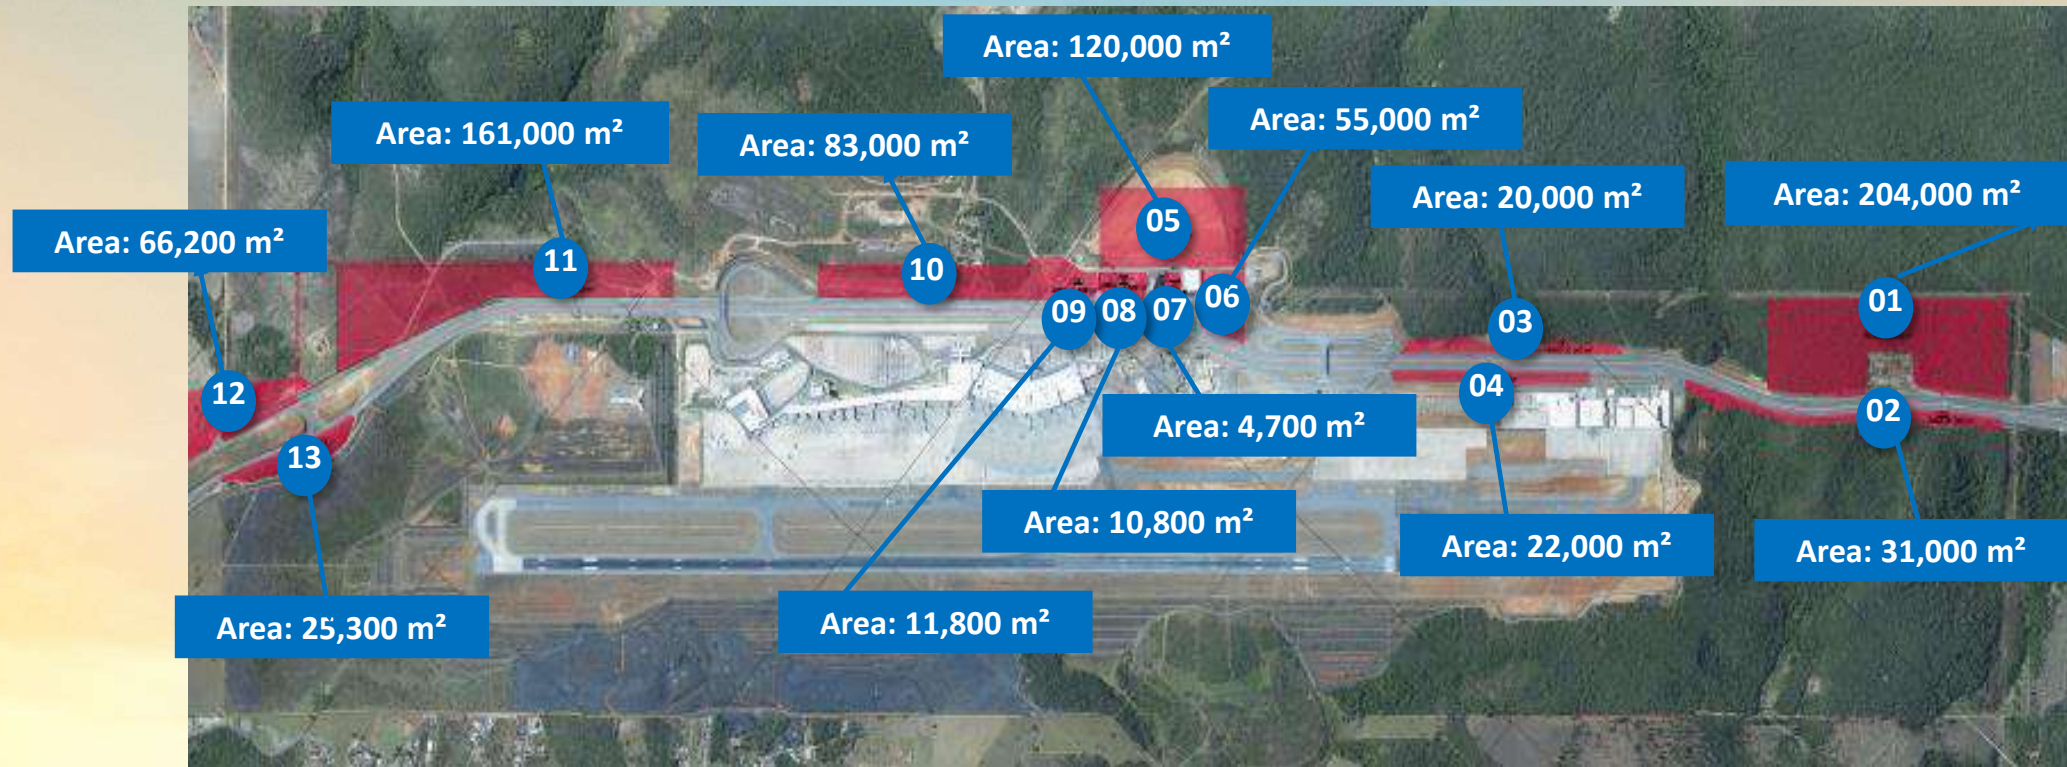 Area: 120,000 m²
Area: 161,000 m²
Area: 83,000 m²
Area: 55,000 m²
Area: 20,000 m²
Area: 204,000 m²
Area: 66,200 m²
05
11
10
09
08
07
06
03
01
12
13
04
02
Area: 4,700 m²
Area: 10,800 m²
Area: 22,000 m²
Area: 31,000 m²
Area: 25,300 m²
Area: 11,800 m²